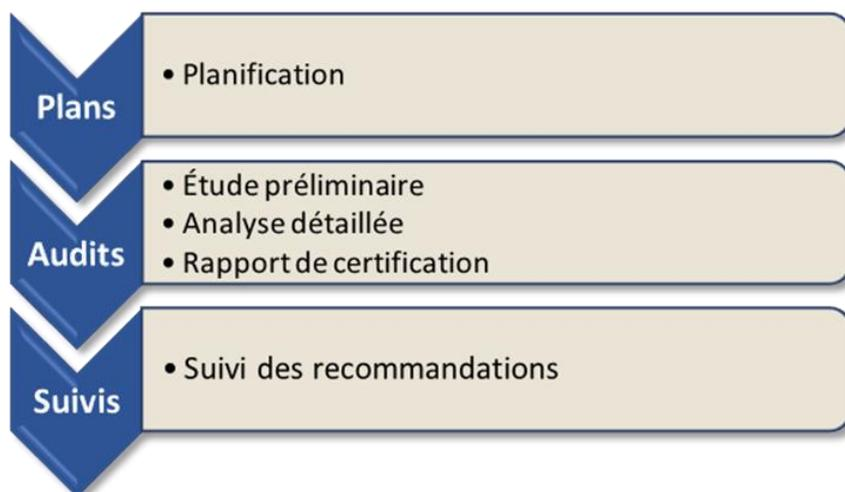 Plans
• Planification
Audits
• Étude préliminaire
• Analyse détaillée
• Rapport de certification
Suivis
• Suivi des recommandations